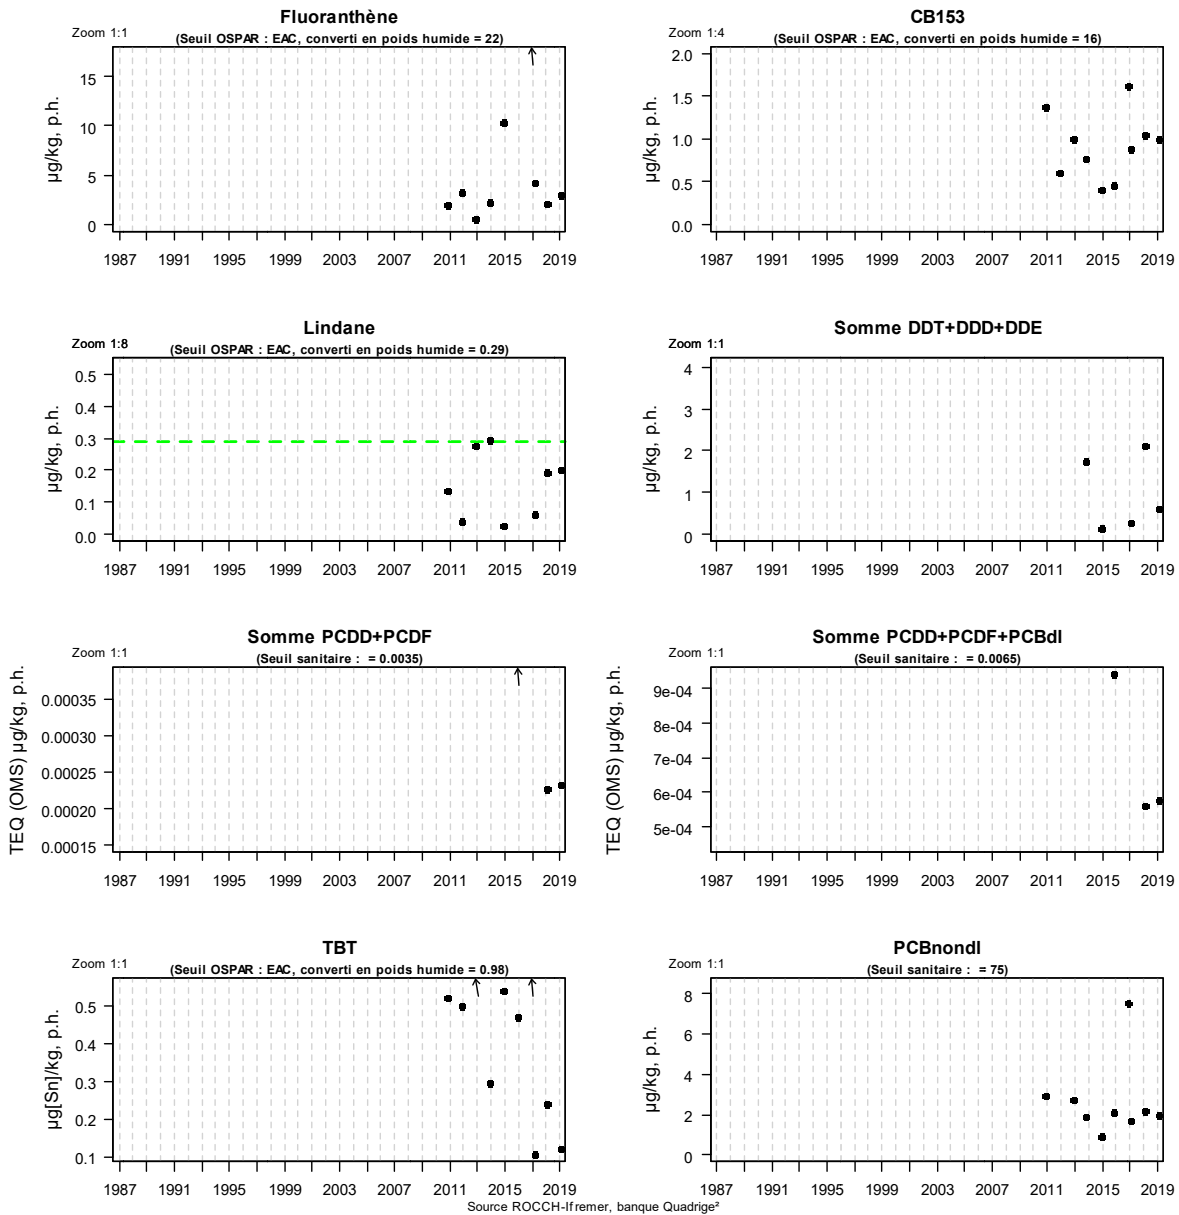 Fluoranthène
Zoom 1:1
(Seuil OSPAR : EAC, converti en poids humide = 22)
µg/kg, p.h.
15
10
5
0
1987 1991 1995 1999 2003 2007 2011 2015 2019
CB153
Zoom 1:4
(Seuil OSPAR : EAC, converti en poids humide = 16)
µg/kg, p.h.
2.0
1.5
1.0
0.5
0.0
1987 1991 1995 1999 2003 2007 2011 2015 2019
Lindane
Zoom 1:8
(Seuil OSPAR : EAC, converti en poids humide = 0.29)
µg/kg, p.h.
0.5
0.4
0.3
0.2
0.1
0.0
1987 1991 1995 1999 2003 2007 2011 2015 2019
Somme DDT+DDD+DDE
Zoom 1:1
µg/kg, p.h.
4
3
2
1
0
1987 1991 1995 1999 2003 2007 2011 2015 2019
Somme PCDD+PCDF
Zoom 1:1
(Seuil sanitaire : = 0.0035)
TEQ (OMS) µg/kg, p.h.
0.00035
0.00030
0.00025
0.00020
0.00015
1987 1991 1995 1999 2003 2007 2011 2015 2019
Somme PCDD+PCDF+PCBdl
Zoom 1:1
(Seuil sanitaire : = 0.0065)
TEQ (OMS) µg/kg, p.h.
9e-04
8e-04
7e-04
6e-04
5e-04
1987 1991 1995 1999 2003 2007 2011 2015 2019
TBT
Zoom 1:1
(Seuil OSPAR : EAC, converti en poids humide = 0.98)
µg[Sn]/kg, p.h.
0.5
0.4
0.3
0.2
0.1
1987 1991 1995 1999 2003 2007 2011 2015 2019
PCBnondl
Zoom 1:1
(Seuil sanitaire : = 75)
µg/kg, p.h.
8
6
4
2
0
1987 1991 1995 1999 2003 2007 2011 2015 2019
Source ROCCH-Ifremer, banque Quadrige²